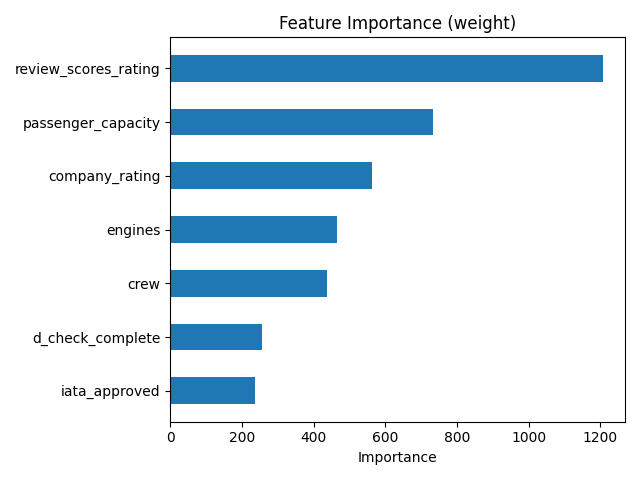 Feature Importance (weight)
review_scores_rating
passenger_capacity
company_rating
engines
crew
d_check_complete
iata_approved
0 200 400 600 800 1000 1200
Importance